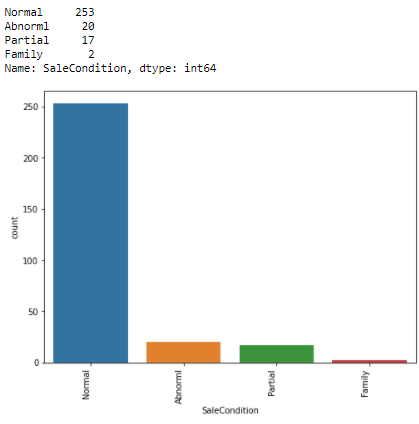 Normal     253
Abnorml     20
Partial     17
Family       2
Name: SaleCondition, dtype: int64
250
200
150
100
50
0
count
Normal
Abnorml
Partial
Family
SaleCondition